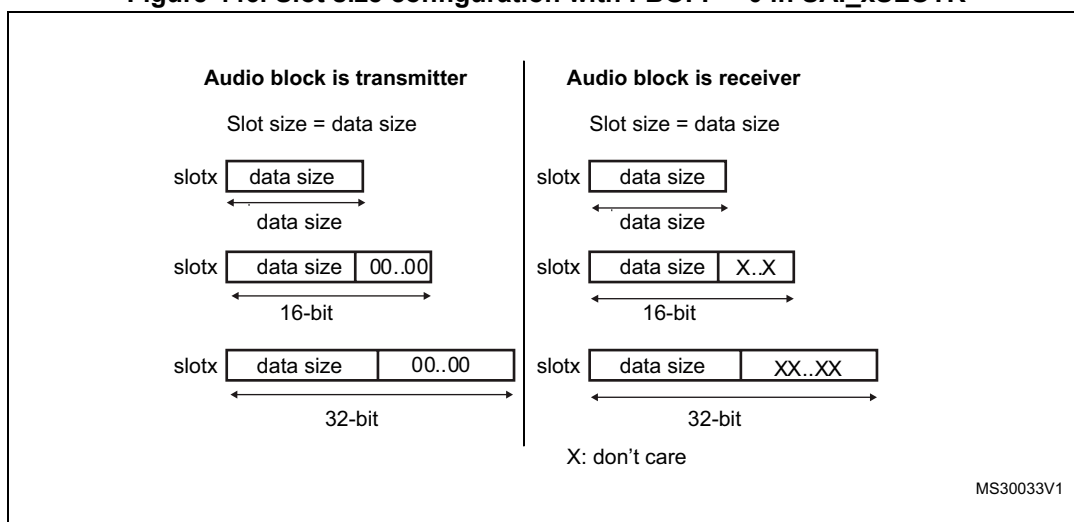 Audio block is transmitter
Slot size = data size
slotx data size
data size
slotx data size 00..00
16-bit
slotx data size 00..00
32-bit
Audio block is receiver
Slot size = data size
slotx data size
data size
slotx data size X..X
16-bit
slotx data size XX..XX
32-bit
X: don't care
MS30033V1